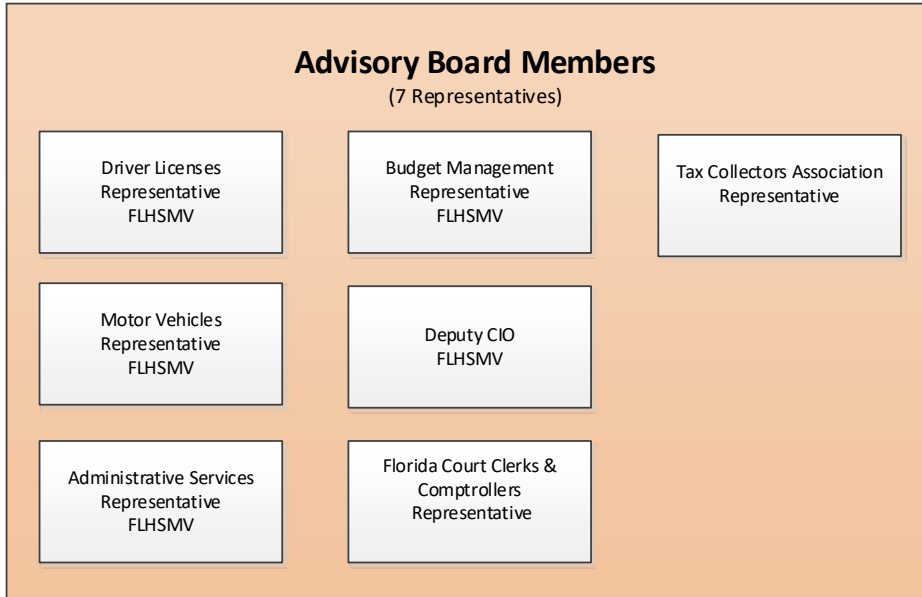 Advisory Board Members
(7 Representatives)
Driver Licenses
Representative
FLHSMV
Budget Management
Representative
FLHSMV
Tax Collectors Association
Representative
Motor Vehicles
Representative
FLHSMV
Deputy CIO
FLHSMV
Administrative Services
Representative
FLHSMV
Florida Court Clerks &
Comptrollers
Representative